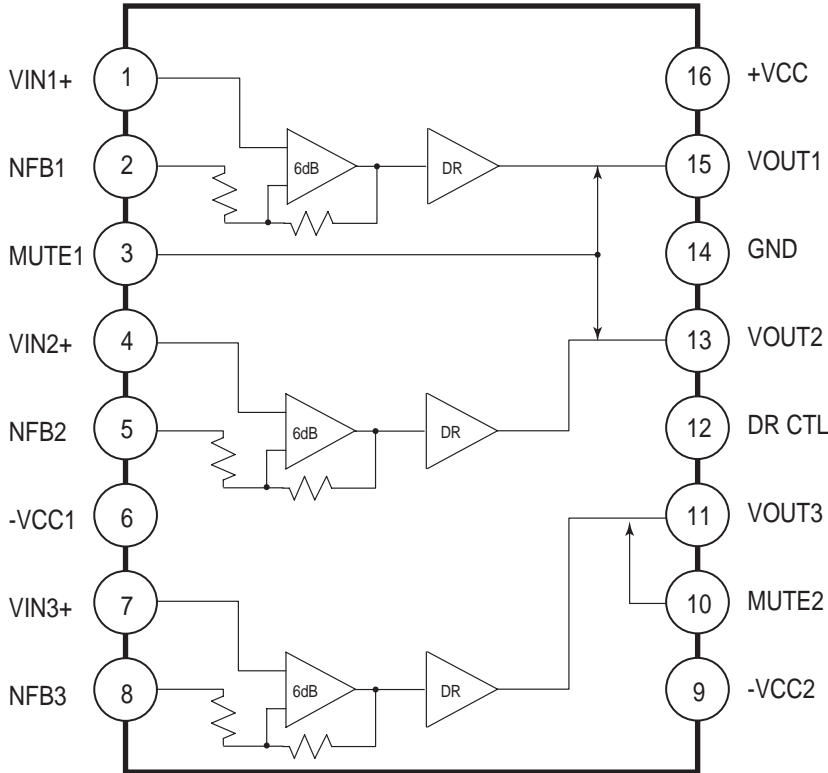 VIN1+ 1 16 +VCC
NFB1 2 6dB DR 15 VOUT1
MUTE1 3 14 GND
VIN2+ 4 13 VOUT2
NFB2 5 6dB DR 12 DR CTL
-VCC1 6 11 VOUT3
VIN3+ 7 10 MUTE2
NFB3 8 6dB DR 9 -VCC2